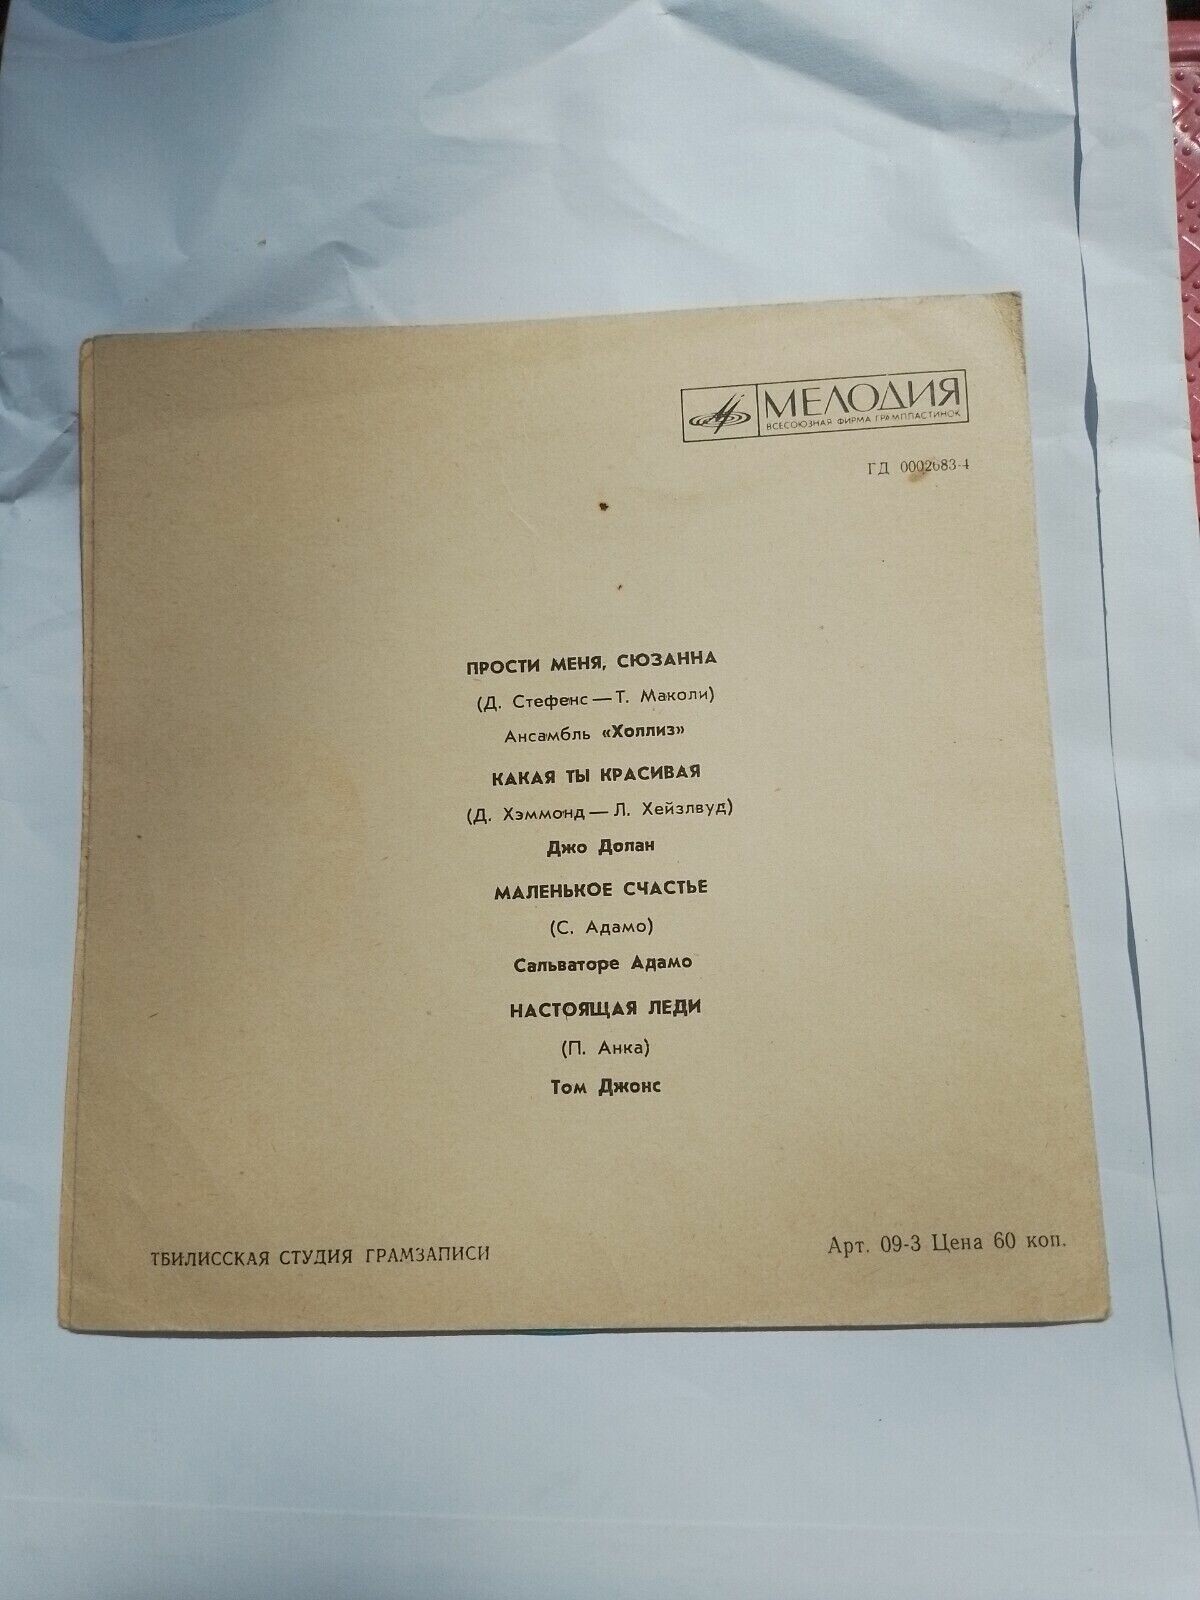 МЕЛОДИЯ
ВСЕСОЮЗНАЯ ФИРМА ГРАМПЛАСТИНОК
ГД 0002683-4
ПРОСТИ МЕНЯ, СЮЗАННА
(Д. Стефенс — Т. Маколи)
Ансамбль «Холлиз»
КАКАЯ ТЫ КРАСИВАЯ
(Д. Хэммонд — Л. Хейзлвуд)
Джо Долан
МАЛЕНЬКОЕ СЧАСТЬЕ
(С. Адамо)
Сальваторе Адамо
НАСТОЯЩАЯ ЛЕДИ
(П. Анка)
Том Джонс
ТБИЛИССКАЯ СТУДИЯ ГРАМЗАПИСИ
Арт. 09-3 Цена 60 коп.